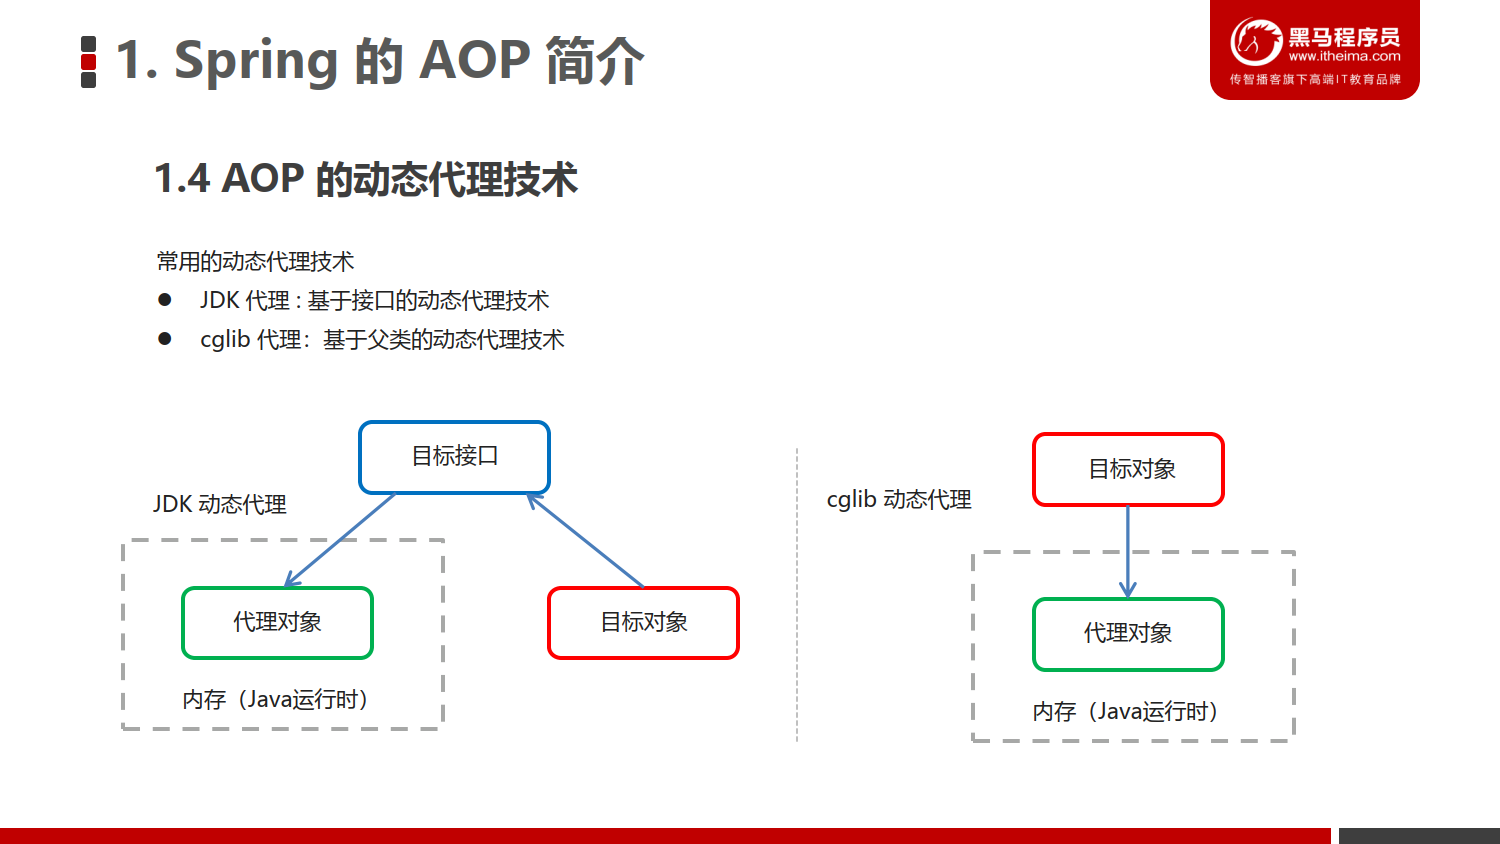 1. Spring 的 AOP 简介
黑马程序员
www.itheima.com
传智播客旗下高端IT教育品牌
1.4 AOP 的动态代理技术
常用的动态代理技术
● JDK 代理 : 基于接口的动态代理技术
● cglib 代理：基于父类的动态代理技术
目标接口
JDK 动态代理
代理对象
目标对象
内存（Java运行时）
目标对象
cglib 动态代理
代理对象
内存（Java运行时）